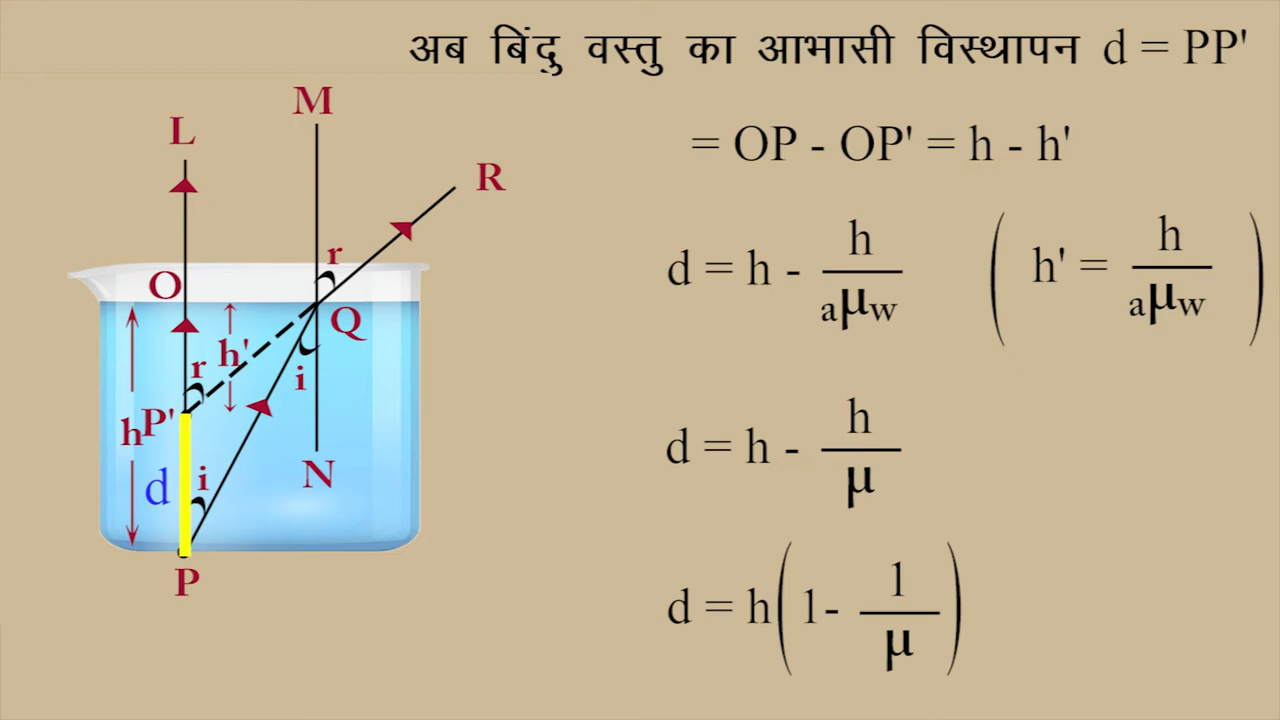 अब बिंदु वस्तु का आभासी विस्थापन d = PP'
= OP - OP' = h - h'
d = h - h / aμw ( h' = h / aμw )
d = h - h / μ
d = h( 1 - 1 / μ )
M
L
R
r
O
Q
h'
r
i
h
P'
d
i
N
P